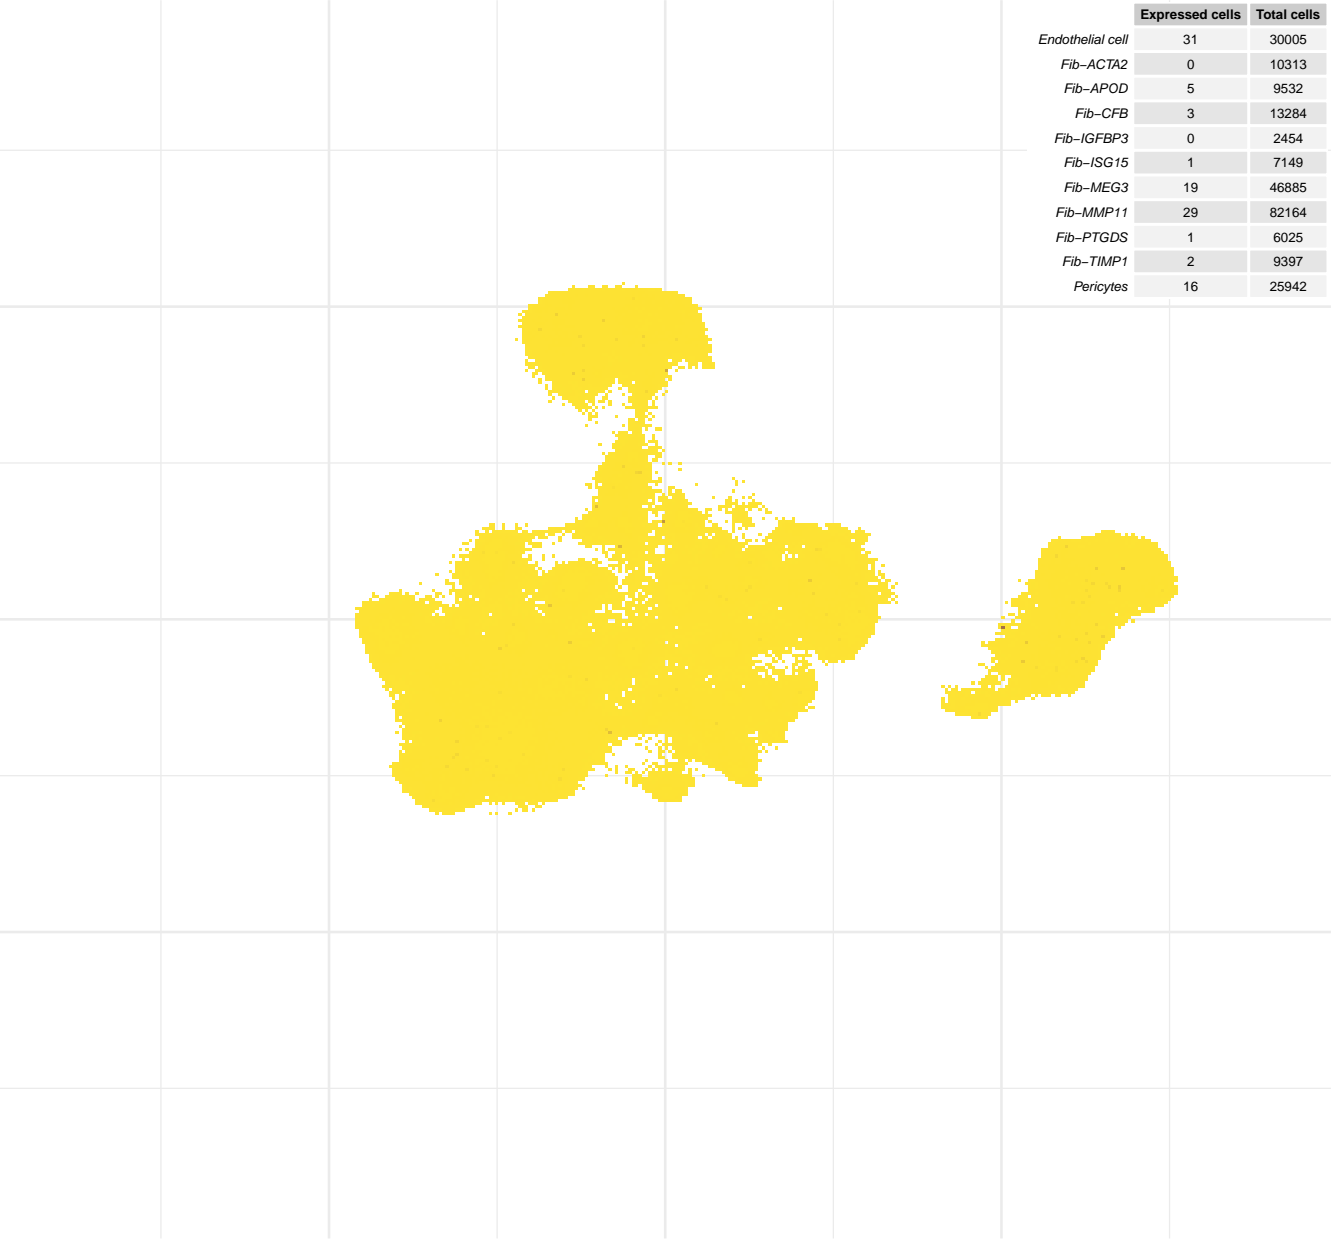 Expressed cells Total cells
Endothelial cell 31 30005
Fib−ACTA2 0 10313
Fib−APOD 5 9532
Fib−CFB 3 13284
Fib−IGFBP3 0 2454
Fib−ISG15 1 7149
Fib−MEG3 19 46885
Fib−MMP11 29 82164
Fib−PTGDS 1 6025
Fib−TIMP1 2 9397
Pericytes 16 25942